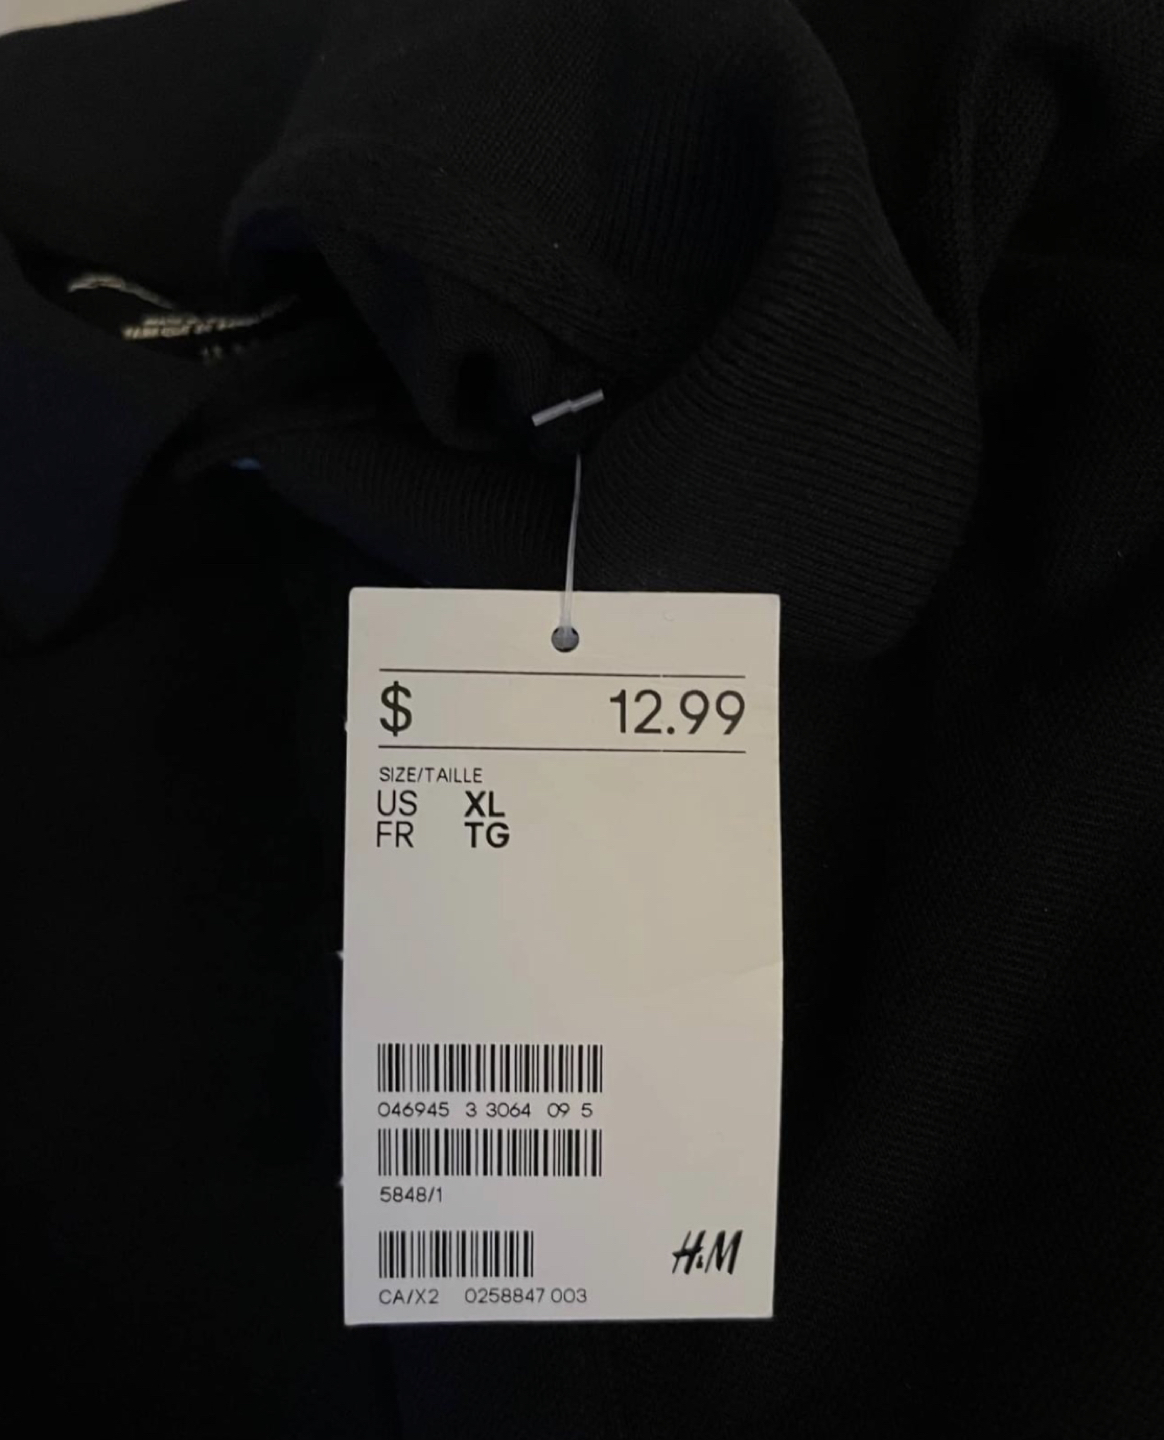 $ 12.99
SIZE/TAILLE
US XL
FR TG
046945 3 3064 09 5
5848/1
H&M
CA/X2 0258847 003